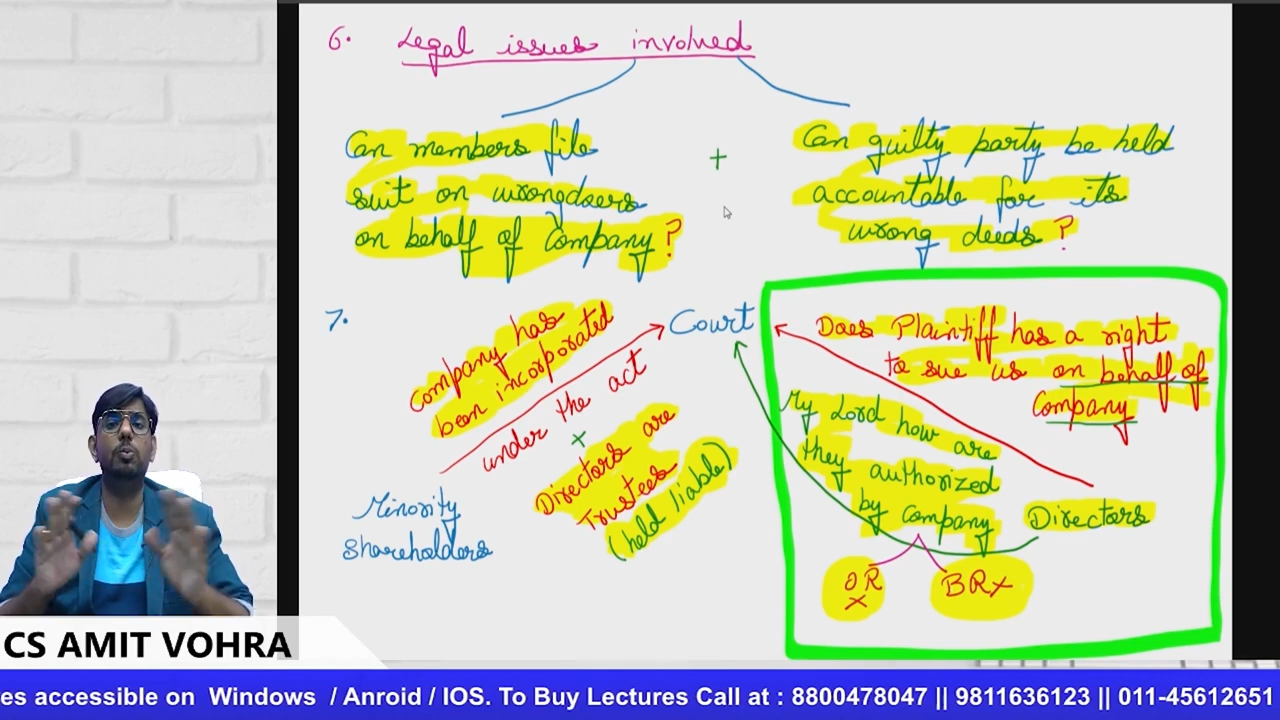 6. Legal issues involved
Can members file
suit on wrongdoers
on behalf of Company?
+
Can guilty party be held
accountable for its
wrong deeds?
7.
Company has
been incorporated
under the act
+
Directors are
Trustees
(held liable)
Minority
shareholders
Court
Does Plaintiff has a right
to sue us on behalf of
Company
My Lord how are
they authorized
by Company
Directors
OR x
BR x
CS AMIT VOHRA
es accessible on Windows / Anroid / IOS. To Buy Lectures Call at : 8800478047 || 9811636123 || 011-45612651